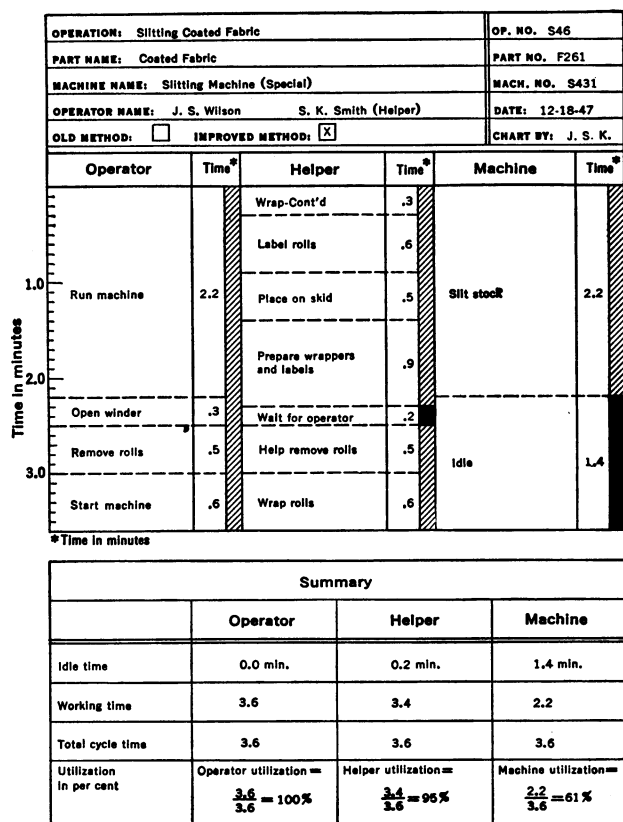 OPERATION: Slitting Coated Fabric OP. NO. S46
PART NAME: Coated Fabric PART NO. F261
MACHINE NAME: Slitting Machine (Special) MACH. NO. S431
OPERATOR NAME: J. S. Wilson S. K. Smith (Helper) DATE: 12-18-47
OLD METHOD: IMPROVED METHOD: X CHART BY: J. S. K.
Operator Time* Helper Time* Machine Time*
Wrap-Cont'd .3
Label rolls .6
1.0 Run machine 2.2 Place on skid .5 Slit stock 2.2
Prepare wrappers
and labels .9
2.0
Open winder .3 Wait for operator .2
Remove rolls .5 Help remove rolls .5 Idle 1.4
3.0
Start machine .6 Wrap rolls .6
Time in minutes
*Time in minutes
Summary
Operator Helper Machine
Idle time 0.0 min. 0.2 min. 1.4 min.
Working time 3.6 3.4 2.2
Total cycle time 3.6 3.6 3.6
Utilization Operator utilization= Helper utilization= Machine utilization=
in per cent 3.6/3.6 = 100% 3.4/3.6 = 95% 2.2/3.6 = 61%